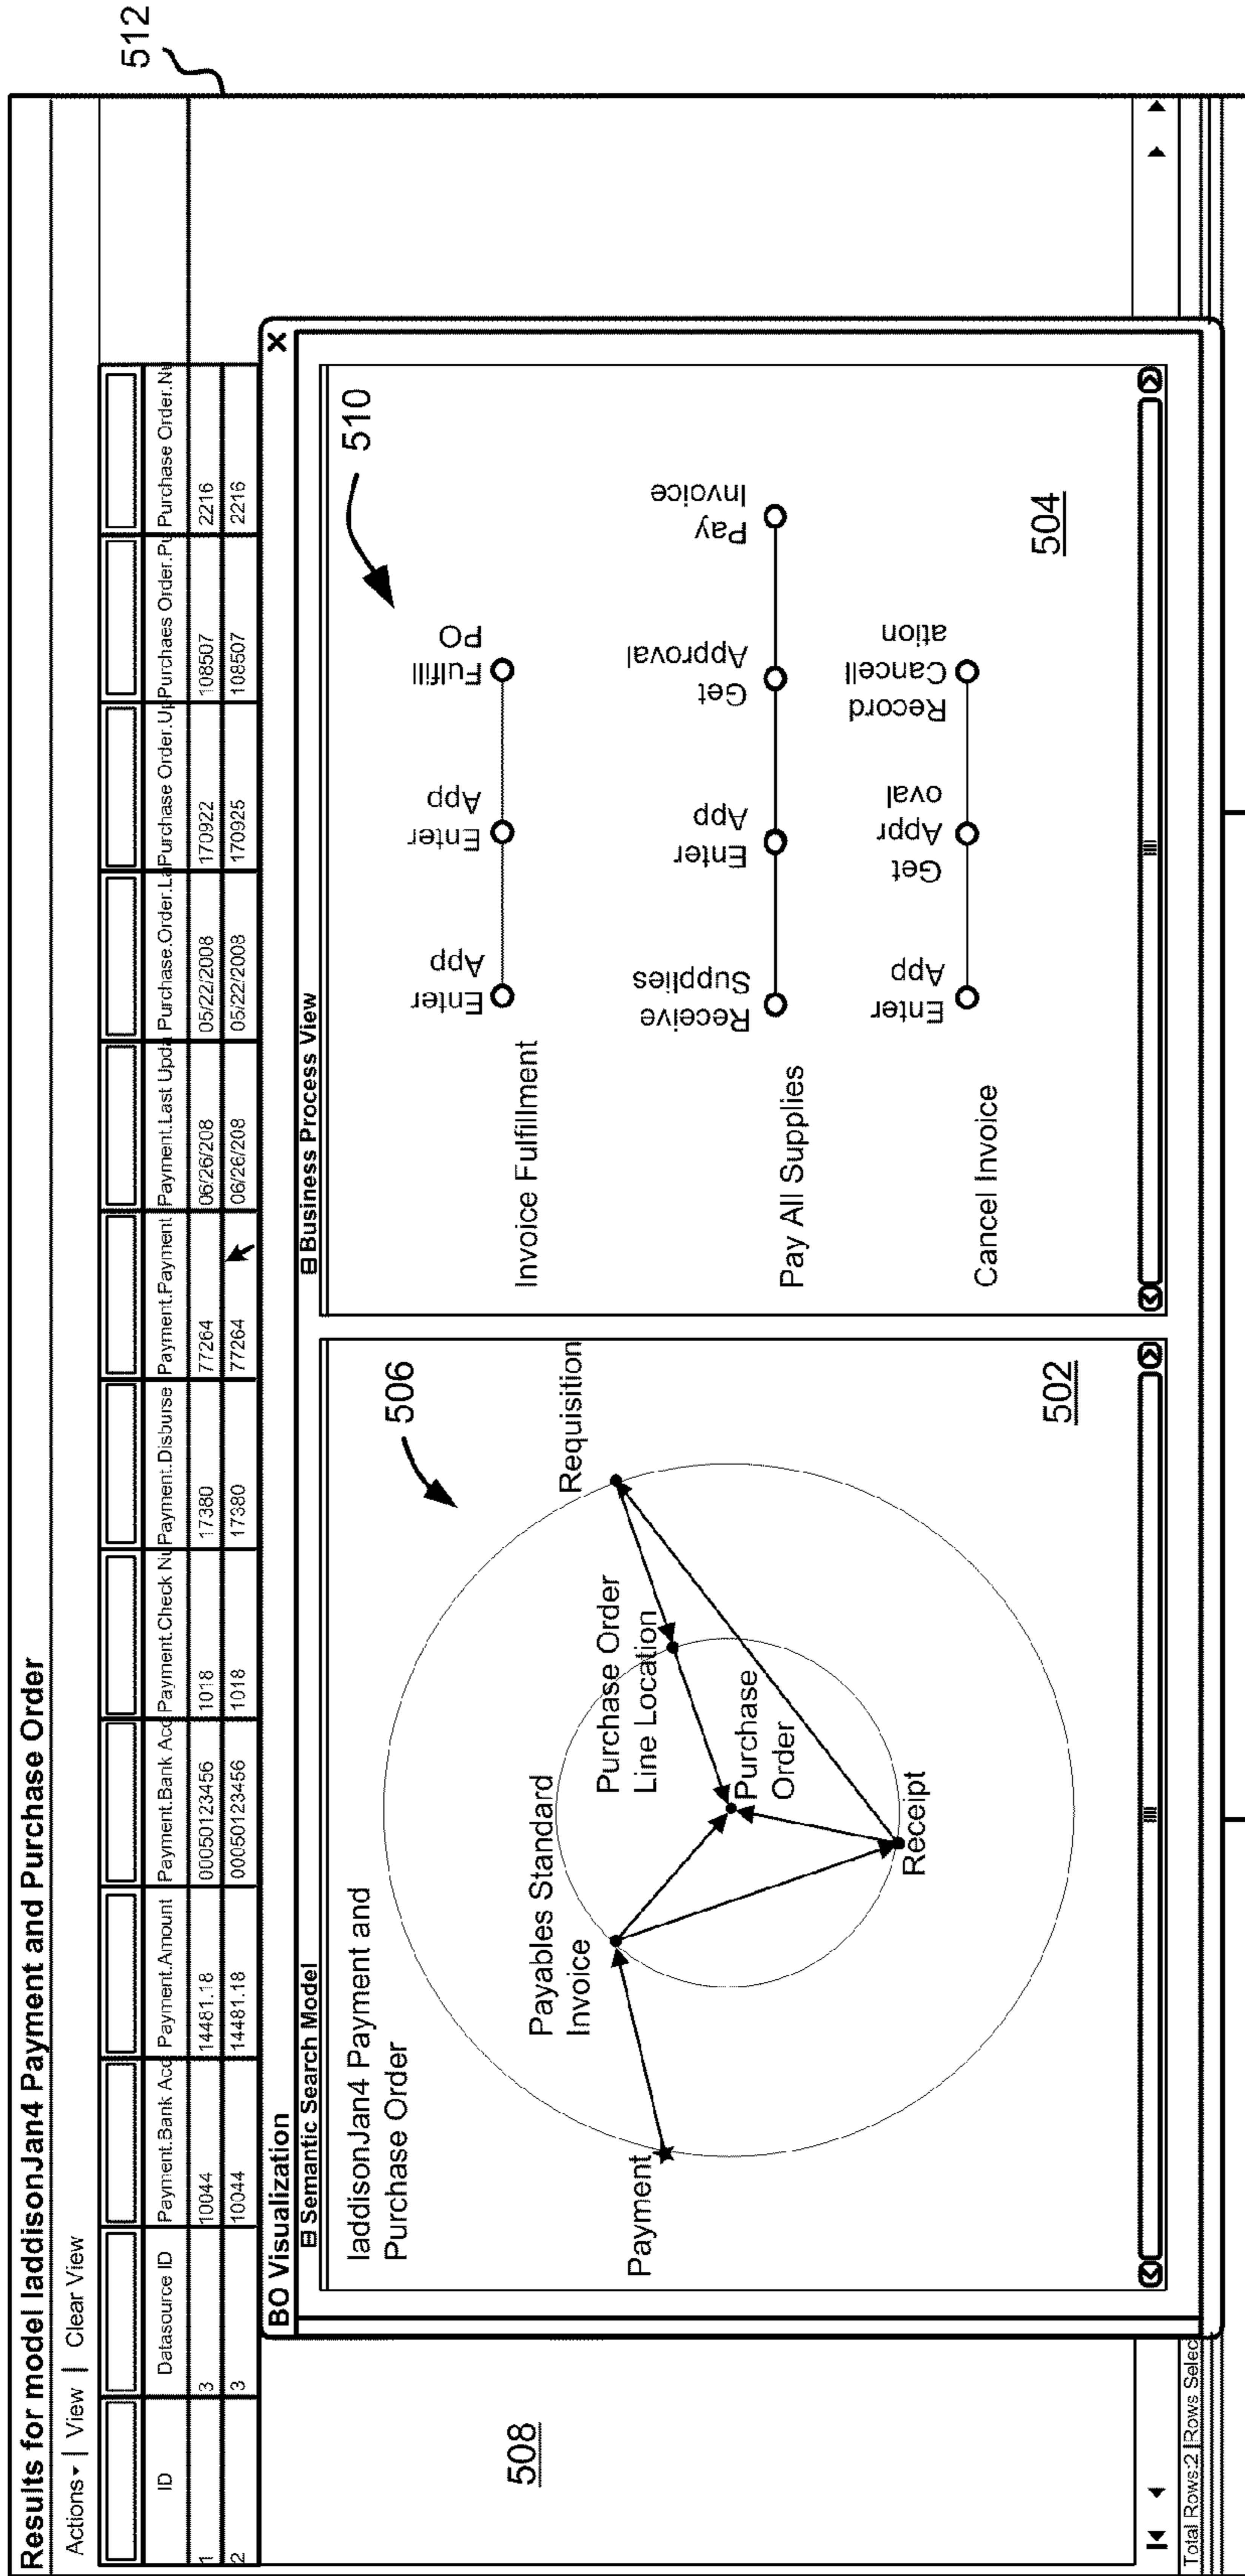 512
Results for model laddisonJan4 Payment and Purchase Order
Actions | View | Clear View
ID Datasource ID Payment.Bank Acc Payment.Amount Payment.Bank Acc Payment.Check Nu Payment.Disburse Payment.Payment Payment.Last Upda Purchase.Order.La Purchase Order.Up Purchaes Order.Pu Purchase Order.Nu
1 3 10044 14481.18 00050123456 1018 17380 77264 06/26/208 05/22/2008 170922 108507 2216
2 3 10044 14481.18 00050123456 1018 17380 77264 06/26/208 05/22/2008 170925 108507 2216
508
BO Visualization X
Semantic Search Model
laddisonJan4 Payment and
Purchase Order
506
Payment
Payables Standard
Invoice
Purchase Order
Line Location
Requisition
Purchase
Order
Receipt
502
Business Process View
510
Invoice Fulfillment
Enter
App
Enter
App
Fulfill
PO
Pay All Supplies
Receive
Supplies
Enter
App
Get
Approval
Pay
Invoice
Cancel Invoice
Enter
App
Get
Appr
oval
Record
Cancell
ation
504
Total Rows:2 | Rows Selec